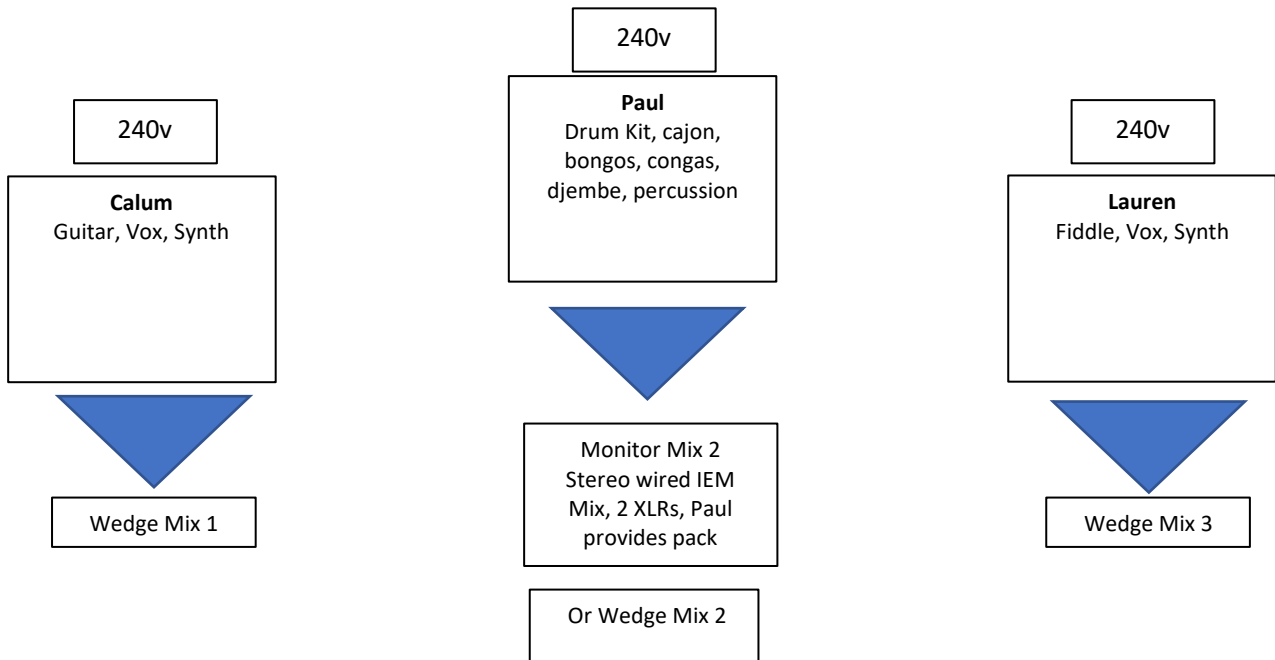 240v
Paul
Drum Kit, cajon,
bongos, congas,
djembe, percussion
240v
Calum
Guitar, Vox, Synth
240v
Lauren
Fiddle, Vox, Synth
Monitor Mix 2
Stereo wired IEM
Mix, 2 XLRs, Paul
provides pack
Wedge Mix 1
Wedge Mix 3
Or Wedge Mix 2